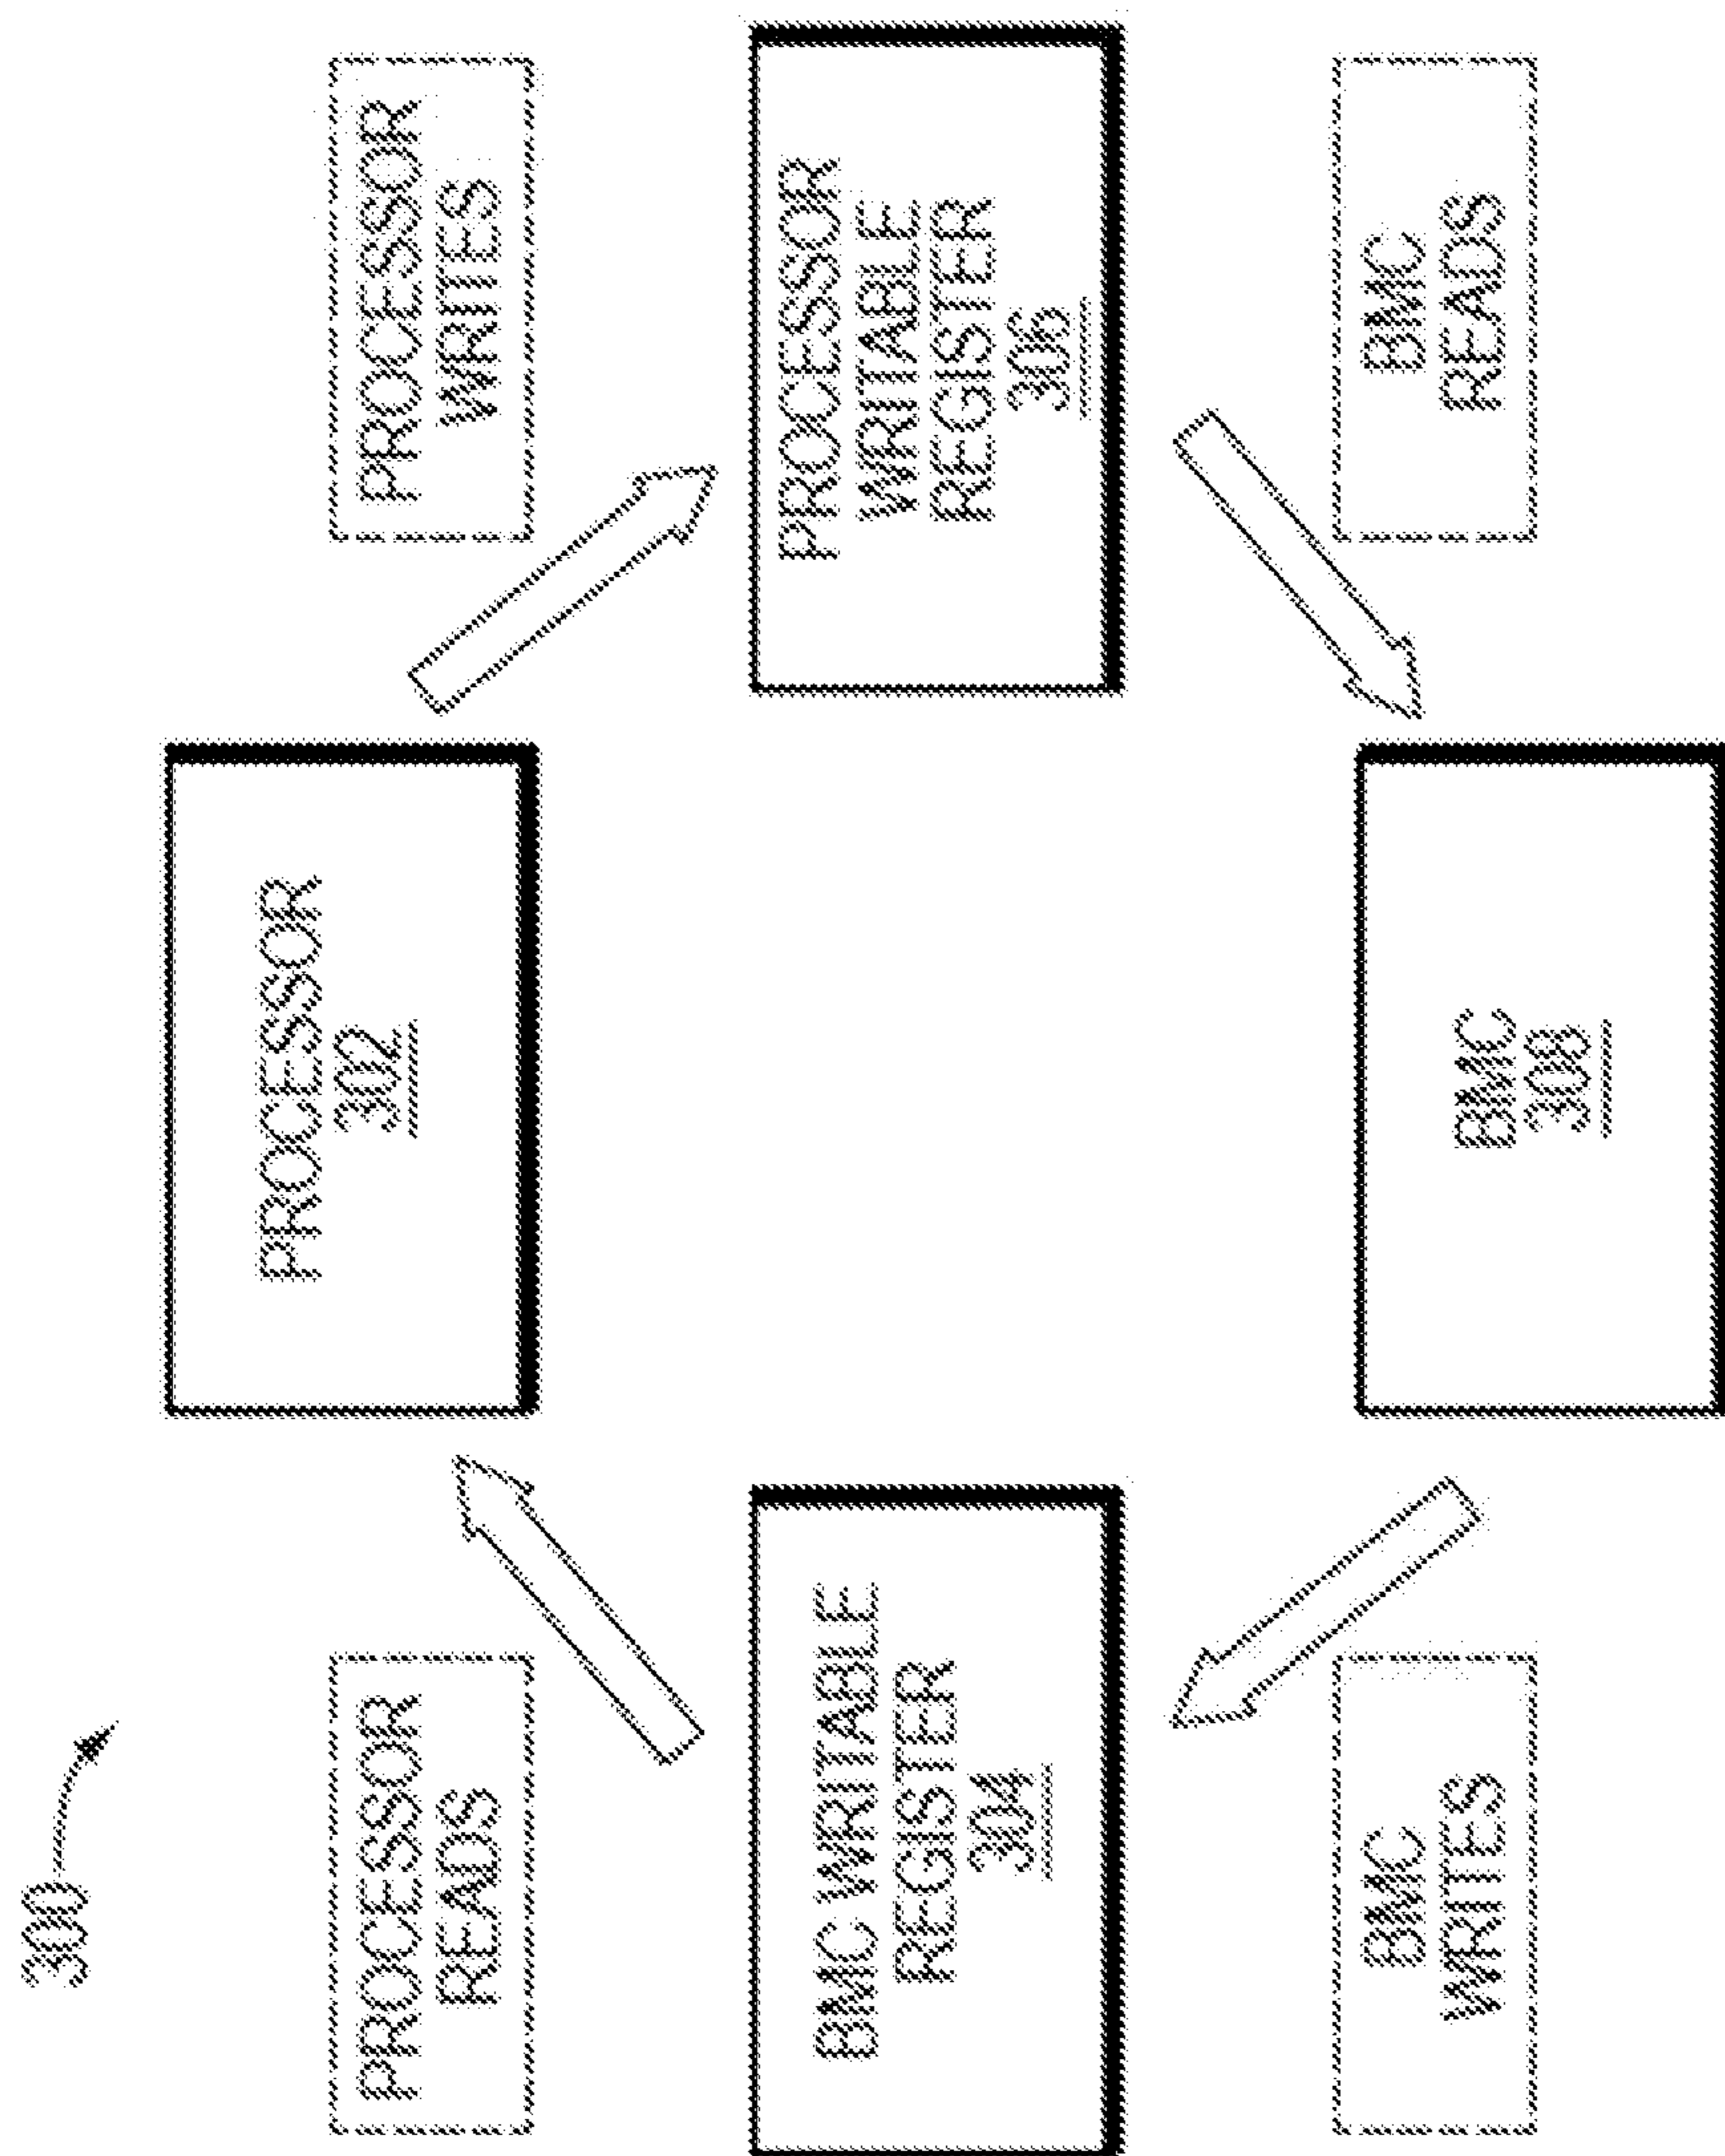 300
PROCESSOR
READS
PROCESSOR
302
PROCESSOR
WRITES
BMC WRITABLE
REGISTER
304
PROCESSOR
WRITABLE
REGISTER
306
BMC
WRITES
BMC
308
BMC
READS